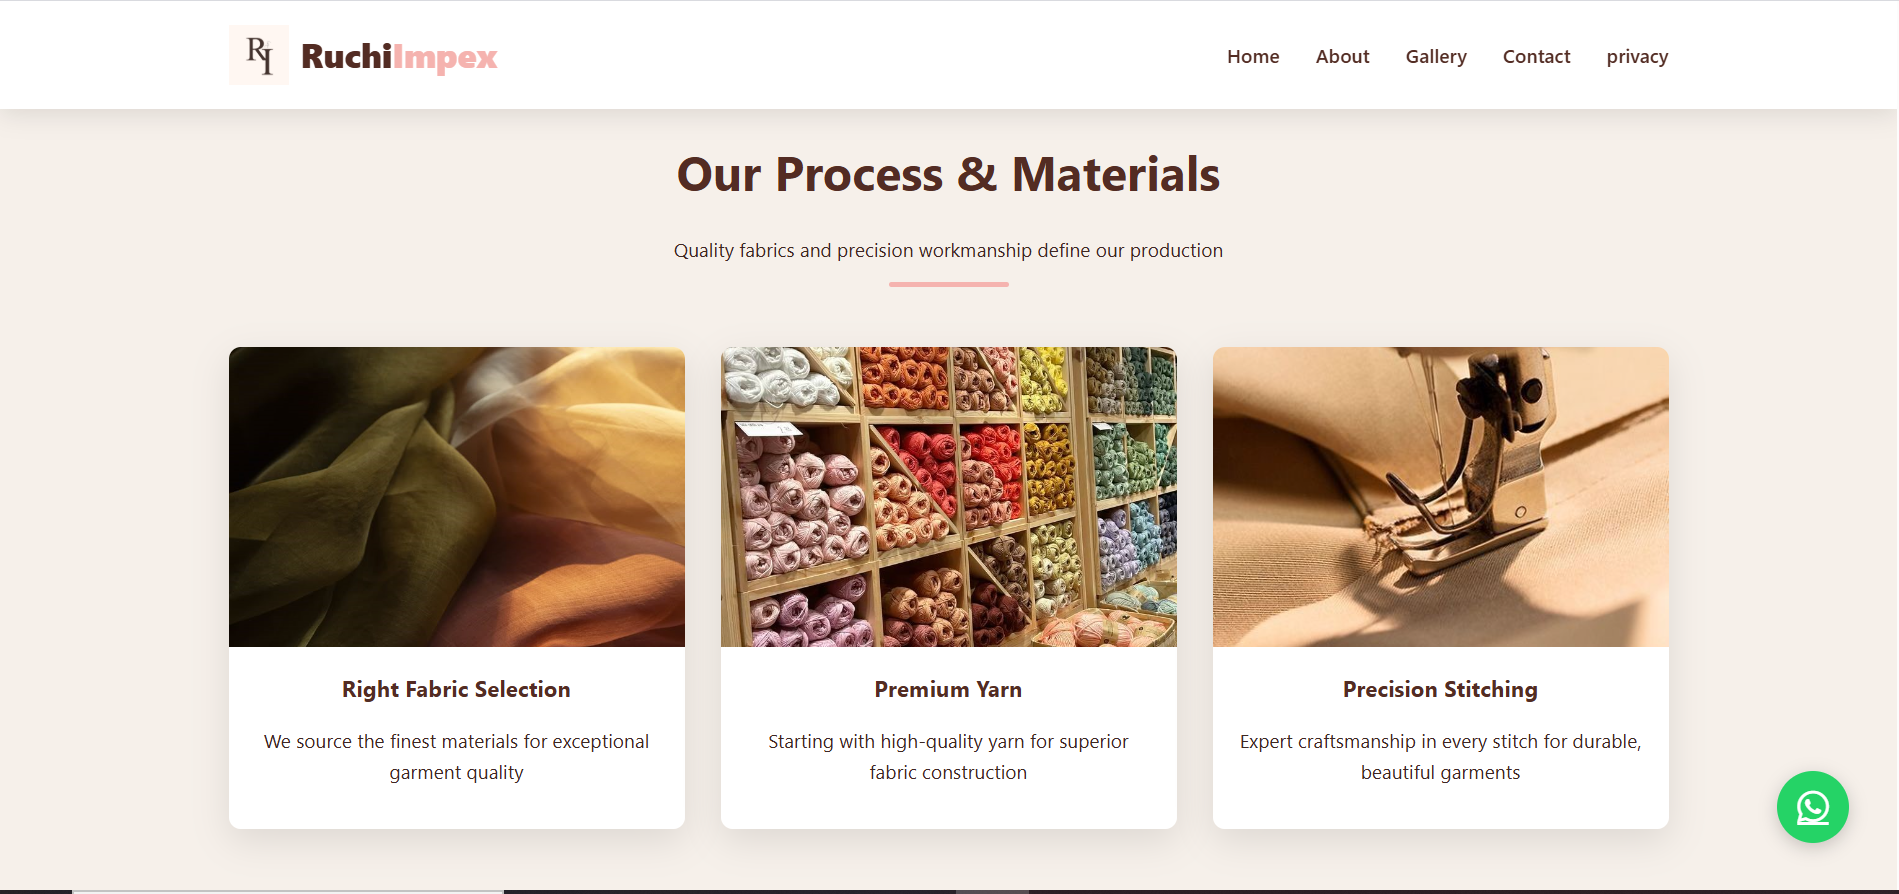 RI
RuchiImpex
Home About Gallery Contact privacy
Our Process & Materials
Quality fabrics and precision workmanship define our production
Right Fabric Selection
We source the finest materials for exceptional
garment quality
Premium Yarn
Starting with high-quality yarn for superior
fabric construction
Precision Stitching
Expert craftsmanship in every stitch for durable,
beautiful garments